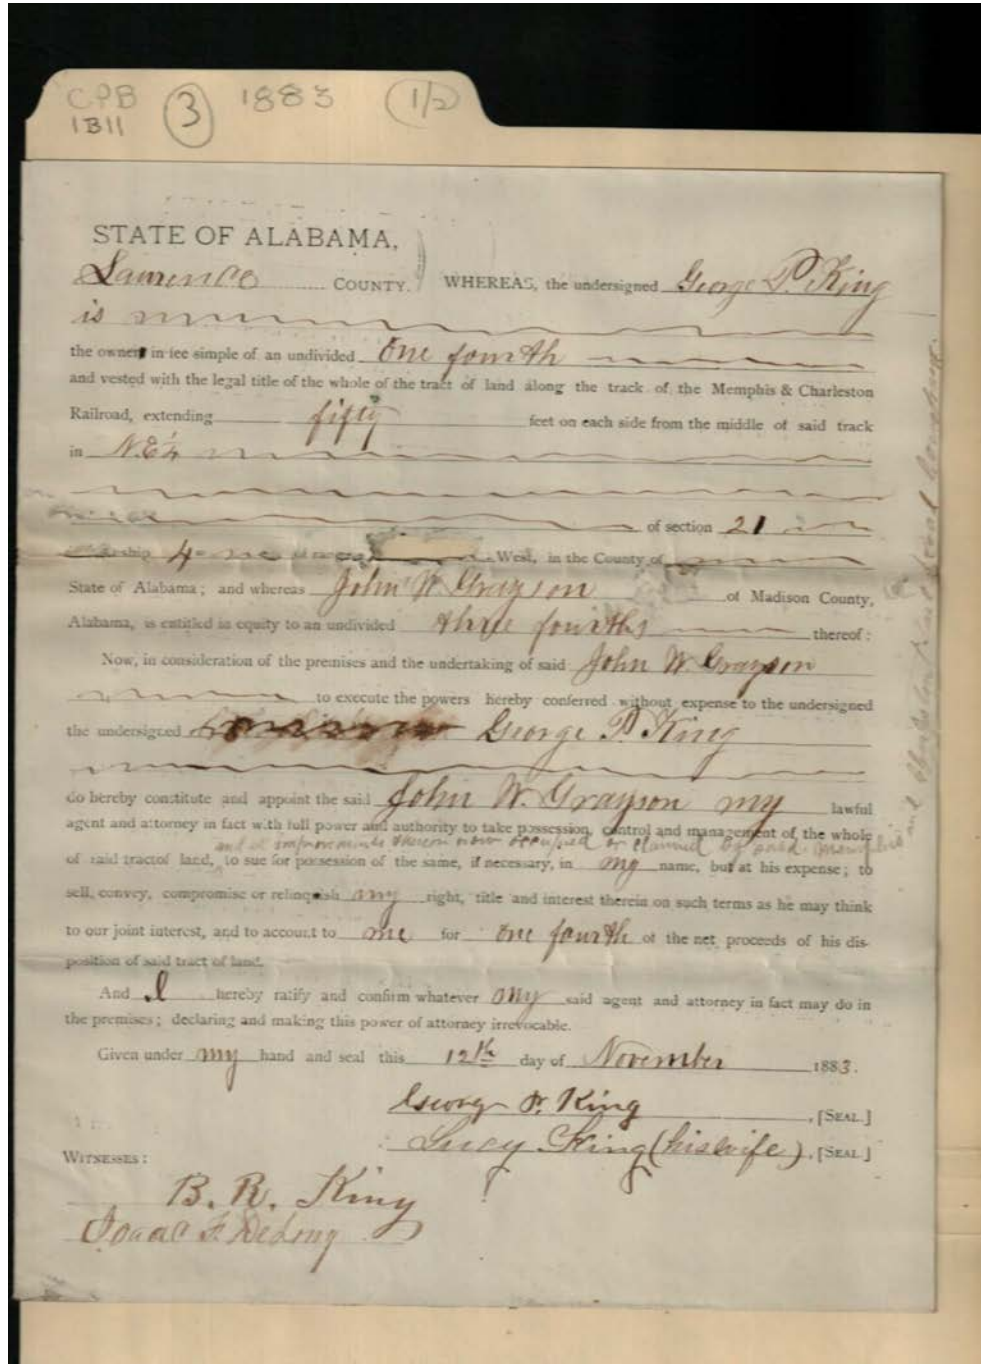 CPB 3 1883 (1/2)
1B11
STATE OF ALABAMA,
Lawrence COUNTY. WHEREAS, the undersigned George P. King
is
the owner in fee simple of an undivided One fourth
and vested with the legal title of the whole of the tract of land along the track of the Memphis & Charleston
Railroad, extending fifty feet on each side from the middle of said track
in N.E 1/4
of section 21
4 West, in the County of
State of Alabama; and whereas John W. Grayson of Madison County,
Alabama, is entitled in equity to an undivided three fourths thereof:
Now, in consideration of the premises and the undertaking of said John W. Grayson
to execute the powers hereby conferred without expense to the undersigned
the undersigned George P. King
do hereby constitute and appoint the said John W. Grayson my lawful
agent and attorney in fact with full power and authority to take possession, control and management of the whole
and improvements therein now occupied or claimed by said Memphis
of said tract of land, to sue for possession of the same, if necessary, in my name, but at his expense; to
sell, convey, compromise or relinquish any right, title and interest therein on such terms as he may think
to our joint interest, and to account to me for one fourth of the net proceeds of his dis-
position of said tract of land.
And I hereby ratify and confirm whatever my said agent and attorney in fact may do in
the premises; declaring and making this power of attorney irrevocable.
Given under my hand and seal this 12th day of November 1883.
George P. King, [SEAL]
Lucy King (his wife), [SEAL]
WITNESSES:
B. R. King
Isaac F. DeLong